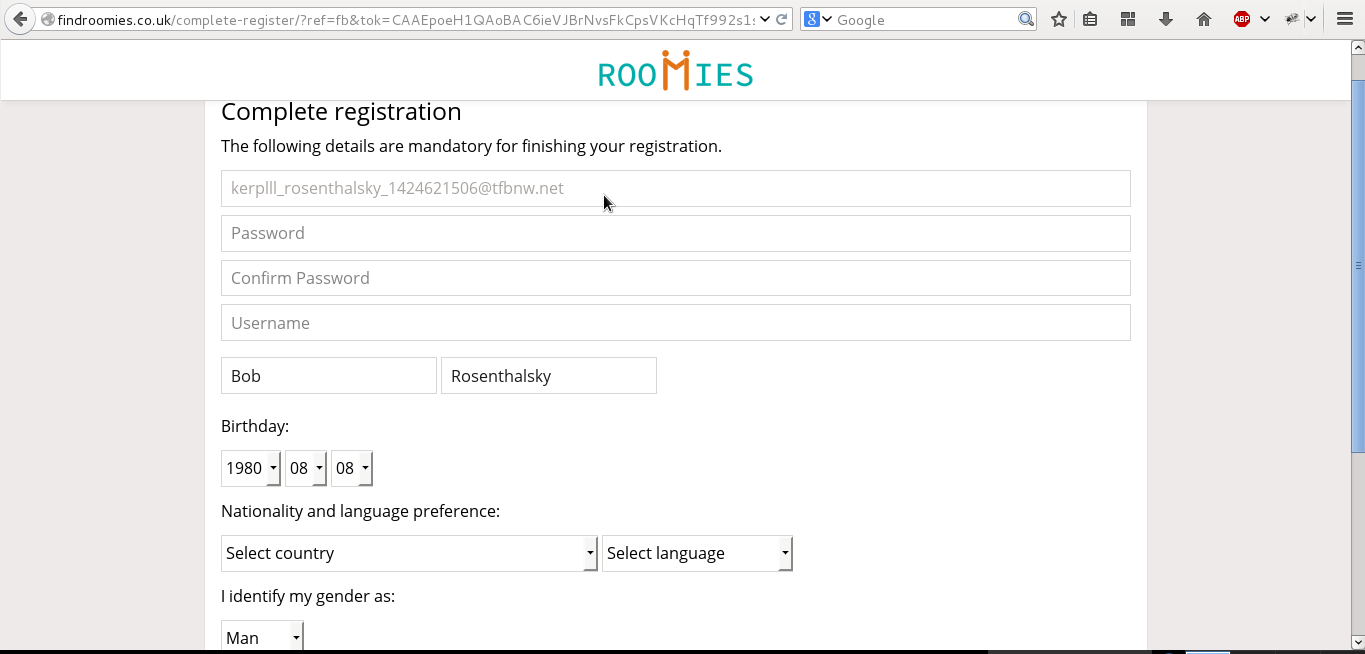 findroomies.co.uk/complete-register/?ref=fb&tok=CAAEpoeH1QAoBAC6ieVJBrNvsFkCpsVKcHqTf992s1
8 Google
ABP
ROOMIES
Complete registration
The following details are mandatory for finishing your registration.
kerplll_rosenthalsky_1424621506@tfbnw.net
Password
Confirm Password
Username
Bob Rosenthalsky
Birthday:
1980 08 08
Nationality and language preference:
Select country Select language
I identify my gender as:
Man